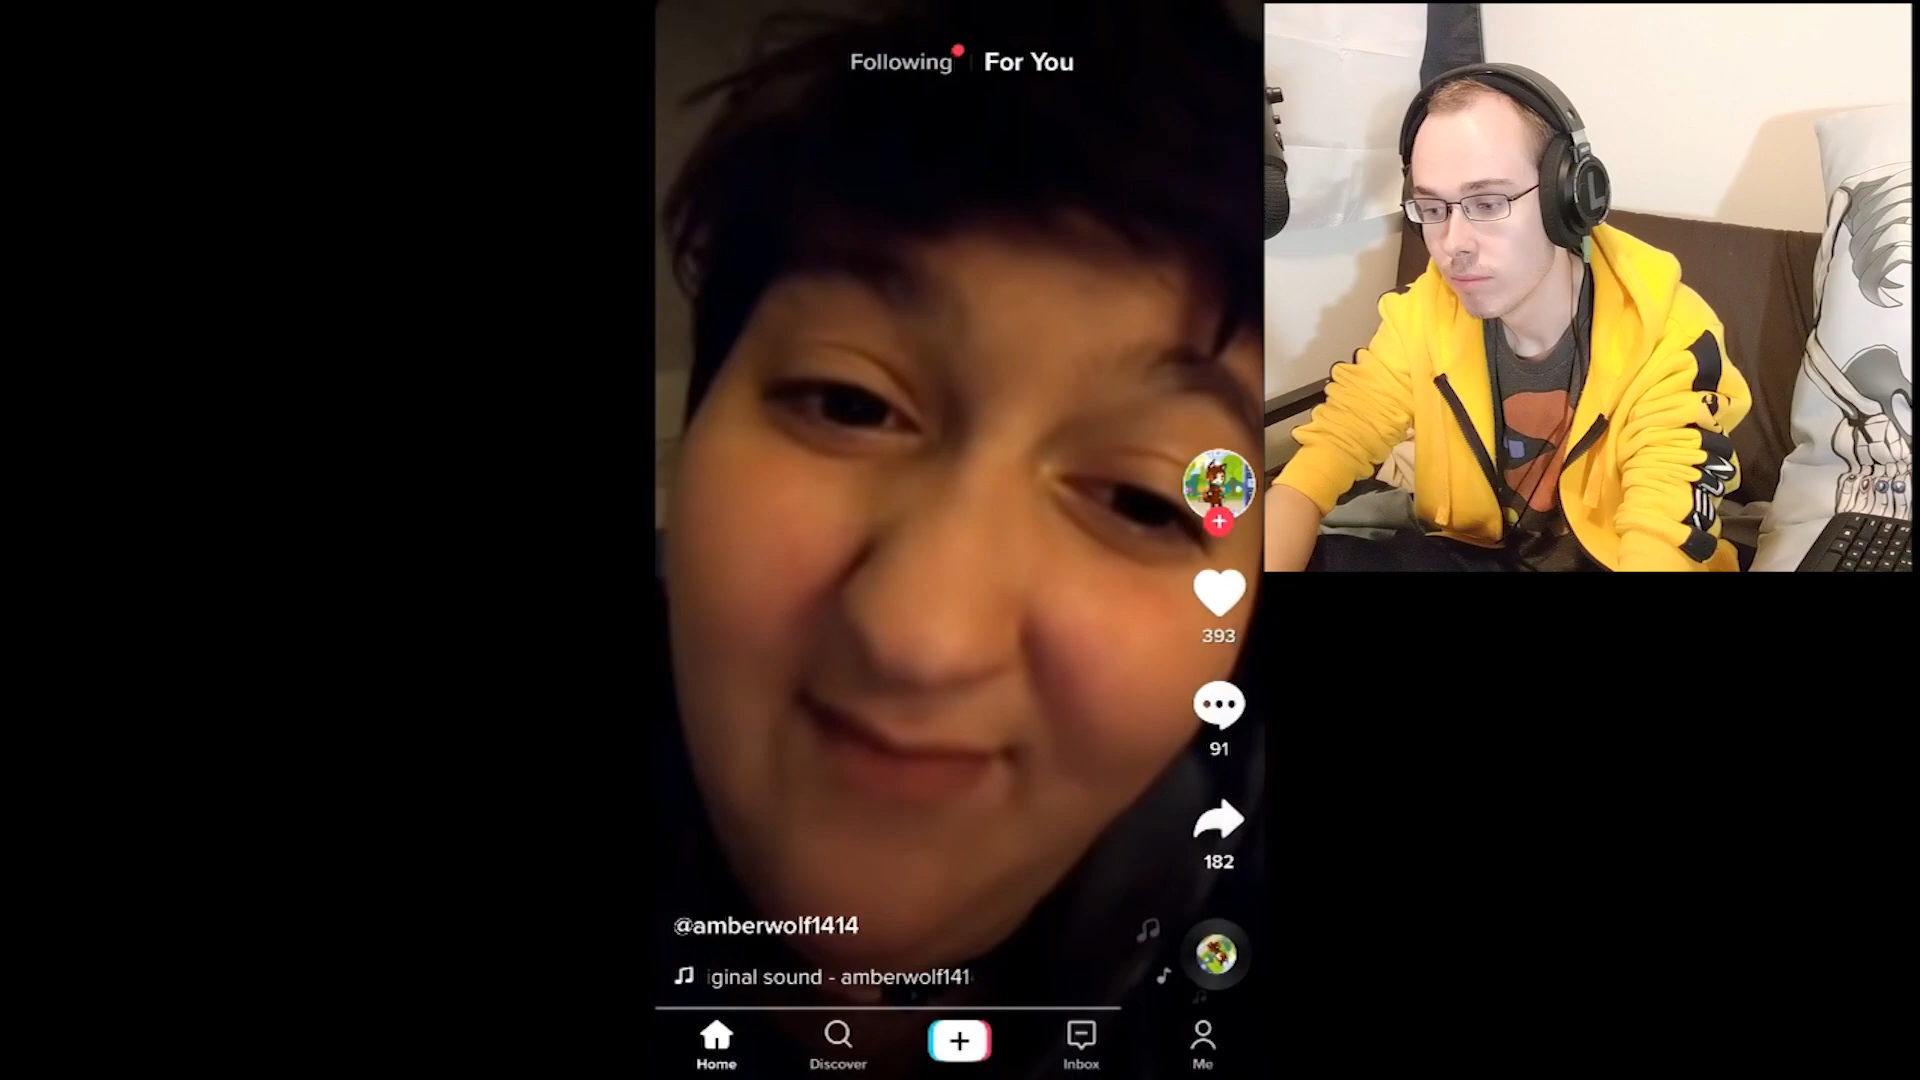 Following
For You
L
393
91
182
@amberwolf1414
iginal sound - amberwolf141
Home
Discover
Inbox
Me